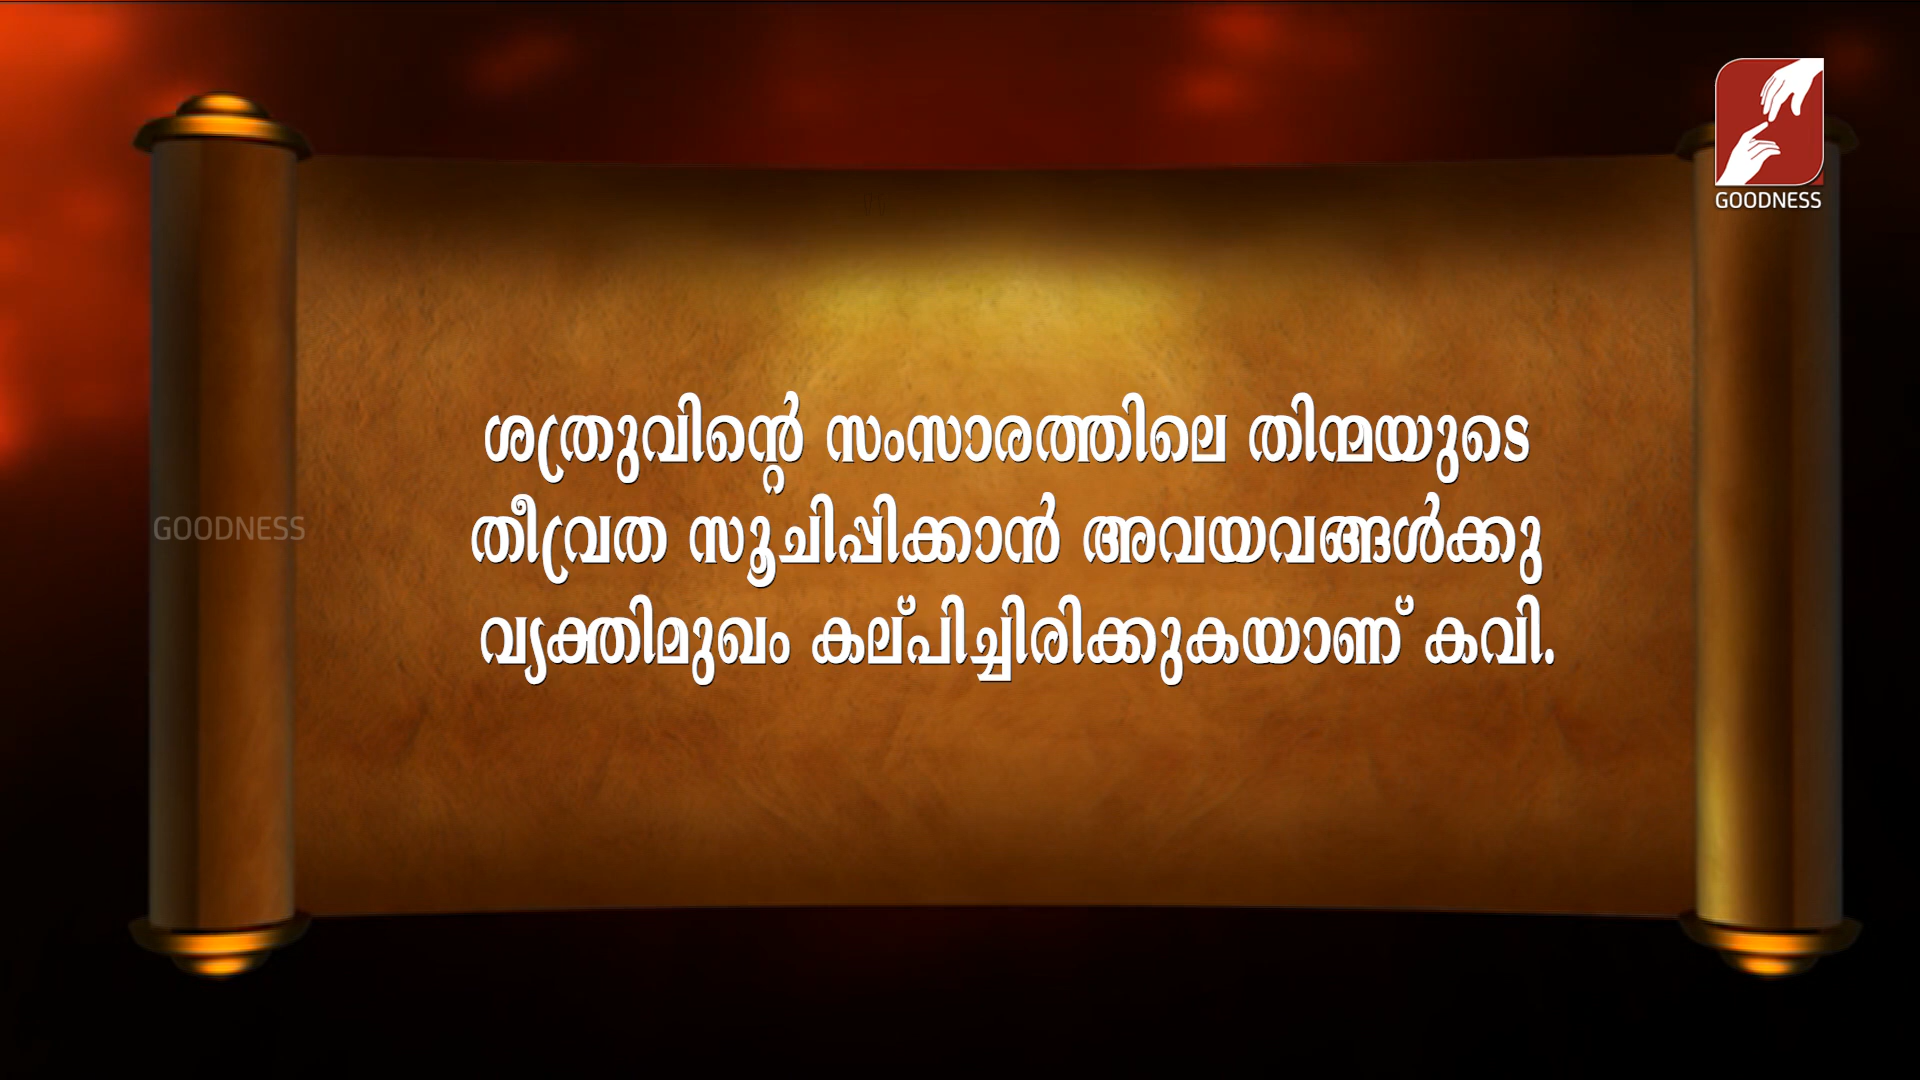 GOODNESS
ശത്രുവിന്റെ സംസാരത്തിലെ തിന്മയുടെ
GOODNESS
തീവ്രത സൂചിപ്പിക്കാൻ അവയവങ്ങൾക്കു
വ്യക്തിമുഖം കല്പിച്ചിരിക്കുകയാണ് കവി.